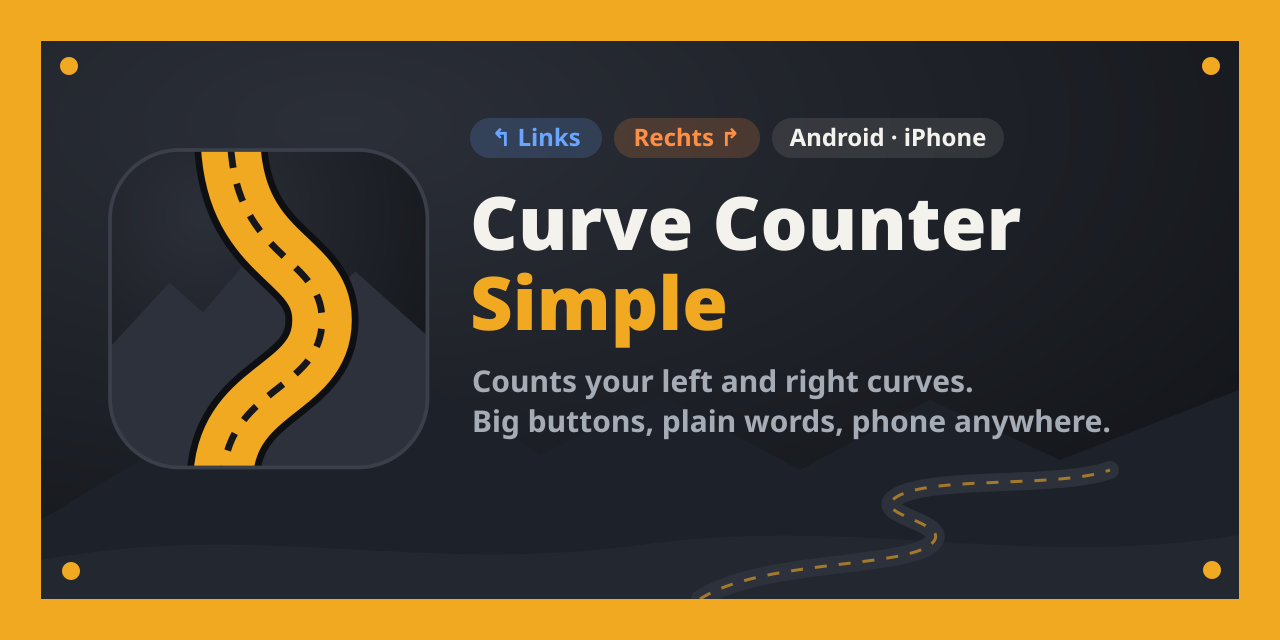 ↰ Links
Rechts ↱
Android · iPhone
Curve Counter
Simple
Counts your left and right curves.
Big buttons, plain words, phone anywhere.